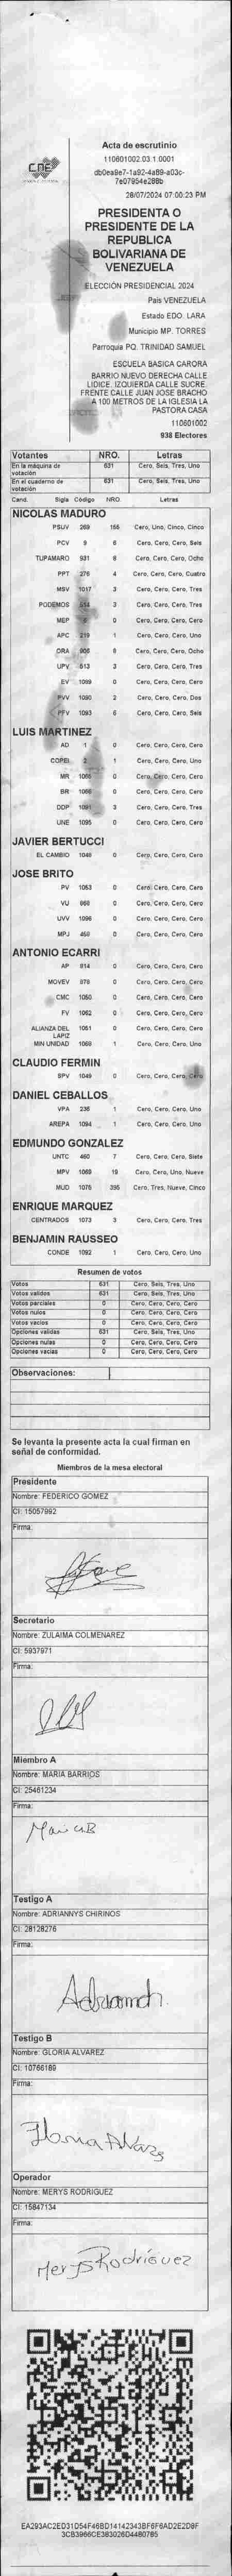 CNE
Acta de escrutinio
110601002.03.1.0001
28/07/2024 07:00:23 PM
PRESIDENTA O
PRESIDENTE DE LA
REPUBLICA
BOLIVARIANA DE
VENEZUELA
ELECCIÓN PRESIDENCIAL 2024
País VENEZUELA
Estado EDO. LARA
Municipio MP. TORRES
Parroquia PQ. TRINIDAD SAMUEL
ESCUELA BASICA CARORA
BARRIO NUEVO DERECHA CALLE
LIDICE. IZQUIERDA CALLE SUCRE.
FRENTE CALLE JUAN JOSE BRACHO
A 100 METROS DE LA IGLESIA LA
PASTORA CASA
110601002
938 Electores
Votantes NRO. Letras
En la máquina de votación 631 Cero, Seis, Tres, Uno
En el cuaderno de votación 631 Cero, Seis, Tres, Uno
Cand. Sigla Código NRO. Letras
NICOLAS MADURO
PSUV 269 155 Cero, Uno, Cinco, Cinco
PCV 9 6 Cero, Cero, Cero, Seis
TUPAMARO 931 8 Cero, Cero, Cero, Ocho
PPT 276 4 Cero, Cero, Cero, Cuatro
MSV 1017 3 Cero, Cero, Cero, Tres
PODEMOS 514 3 Cero, Cero, Cero, Tres
MEP 0 Cero, Cero, Cero, Cero
APC 219 1 Cero, Cero, Cero, Uno
ORA 906 8 Cero, Cero, Cero, Ocho
UPV 613 3 Cero, Cero, Cero, Tres
EV 1089 0 Cero, Cero, Cero, Cero
PVV 1090 2 Cero, Cero, Cero, Dos
PFV 1093 6 Cero, Cero, Cero, Seis
LUIS MARTINEZ
AD 1 0 Cero, Cero, Cero, Cero
COPEI 2 1 Cero, Cero, Cero, Uno
MR 1065 0 Cero, Cero, Cero, Cero
BR 1066 0 Cero, Cero, Cero, Cero
DDP 1091 3 Cero, Cero, Cero, Tres
UNE 1095 0 Cero, Cero, Cero, Cero
JAVIER BERTUCCI
EL CAMBIO 1048 0 Cero, Cero, Cero, Cero
JOSE BRITO
PV 1053 0 Cero, Cero, Cero, Cero
VU 868 0 Cero, Cero, Cero, Cero
UVV 1096 0 Cero, Cero, Cero, Cero
MPJ 458 0 Cero, Cero, Cero, Cero
ANTONIO ECARRI
AP 814 0 Cero, Cero, Cero, Cero
MOVEV 878 0 Cero, Cero, Cero, Cero
CMC 1050 0 Cero, Cero, Cero, Cero
FV 1062 0 Cero, Cero, Cero, Cero
ALIANZA DEL LAPIZ 1051 0 Cero, Cero, Cero, Cero
MIN UNIDAD 1068 1 Cero, Cero, Cero, Uno
CLAUDIO FERMIN
SPV 1049 0 Cero, Cero, Cero, Cero
DANIEL CEBALLOS
VPA 236 1 Cero, Cero, Cero, Uno
AREPA 1094 1 Cero, Cero, Cero, Uno
EDMUNDO GONZALEZ
UNTC 460 7 Cero, Cero, Cero, Siete
MPV 1069 19 Cero, Cero, Uno, Nueve
MUD 1075 395 Cero, Tres, Nueve, Cinco
ENRIQUE MARQUEZ
CENTRADOS 1073 3 Cero, Cero, Cero, Tres
BENJAMIN RAUSSEO
CONDE 1092 1 Cero, Cero, Cero, Uno
Resumen de votos
Votos 631 Cero, Seis, Tres, Uno
Votos validos 631 Cero, Seis, Tres, Uno
Votos parciales 0 Cero, Cero, Cero, Cero
Votos nulos 0 Cero, Cero, Cero, Cero
Votos vacios 0 Cero, Cero, Cero, Cero
Opciones validas 631 Cero, Seis, Tres, Uno
Opciones nulas 0 Cero, Cero, Cero, Cero
Opciones vacias 0 Cero, Cero, Cero, Cero
Observaciones:
Se levanta la presente acta la cual firman en
señal de conformidad.
Miembros de la mesa electoral
Presidente
Nombre: FEDERICO GOMEZ
CI: 15057992
Firma:
Secretario
Nombre: ZULAIMA COLMENAREZ
CI: 5937971
Firma:
Miembro A
Nombre: MARIA BARRIOS
CI: 25461234
Firma:
Maria B
Testigo A
Nombre: ADRIANNYS CHIRINOS
CI: 28128276
Firma:
Testigo B
Nombre: GLORIA ALVAREZ
CI: 10766189
Firma:
Gloria Alvarez
Operador
Nombre: MERYS RODRIGUEZ
CI: 15847134
Firma:
Merys Rodríguez